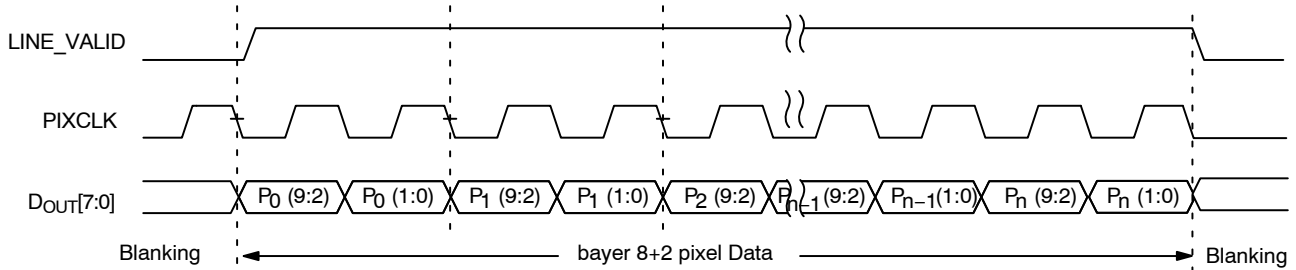 LINE_VALID
PIXCLK
DOUT[7:0]
P0 (9:2) P0 (1:0) P1 (9:2) P1 (1:0) P2 (9:2) Pn−1 (9:2) Pn−1(1:0) Pn (9:2) Pn (1:0)
Blanking bayer 8+2 pixel Data Blanking